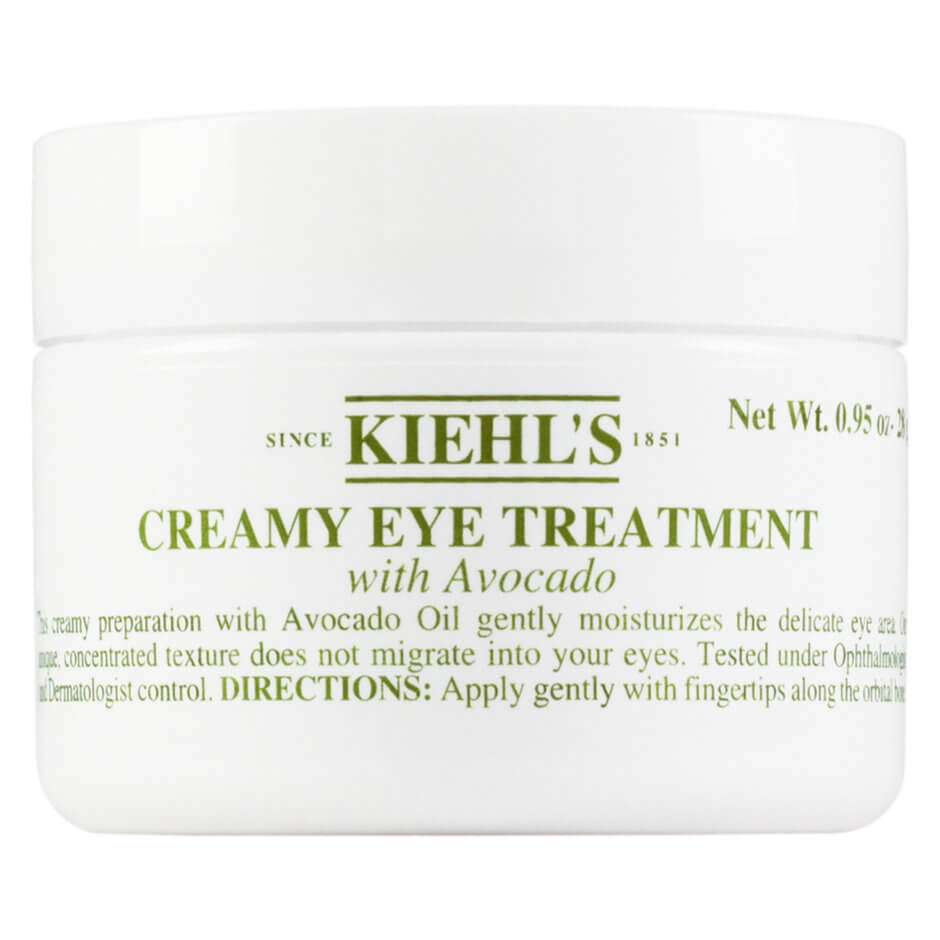 SINCE KIEHL'S 1851
Net Wt. 0.95 oz
CREAMY EYE TREATMENT
with Avocado
creamy preparation with Avocado Oil gently moisturizes the delicate eye area.
concentrated texture does not migrate into your eyes. Tested under
Dermatologist control. DIRECTIONS: Apply gently with fingertips along the orbital